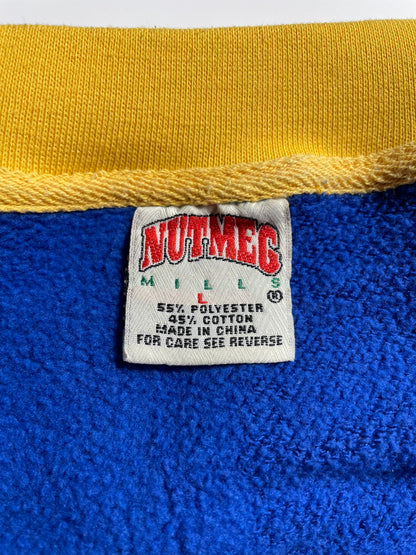 NUTMEG
MILLS
L ®
55% POLYESTER
45% COTTON
MADE IN CHINA
FOR CARE SEE REVERSE